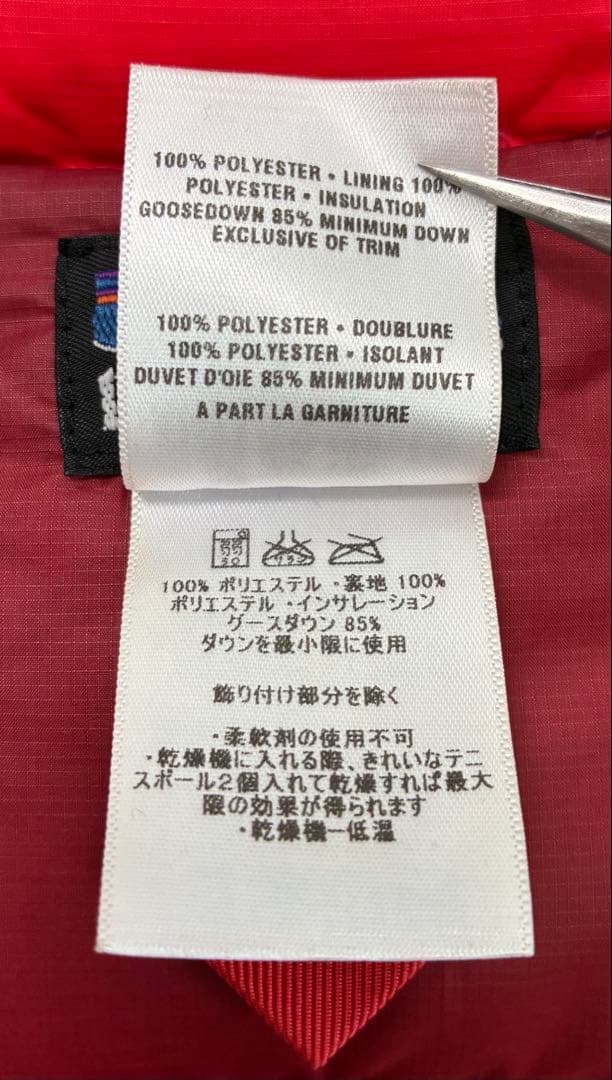 100% POLYESTER • LINING 100%
POLYESTER • INSULATION
GOOSEDOWN 85% MINIMUM DOWN
EXCLUSIVE OF TRIM
100% POLYESTER • DOUBLURE
100% POLYESTER • ISOLANT
DUVET D'OIE 85% MINIMUM DUVET
A PART LA GARNITURE
100% ポリエステル ・裏地 100%
ポリエステル ・インサレーション
グースダウン 85%
ダウンを最小限に使用
飾り付け部分を除く
・柔軟剤の使用不可
・乾燥機に入れる際、きれいなテニ
スボール2個入れて乾燥すれば最大
限の効果が得られます
・乾燥機ー低温